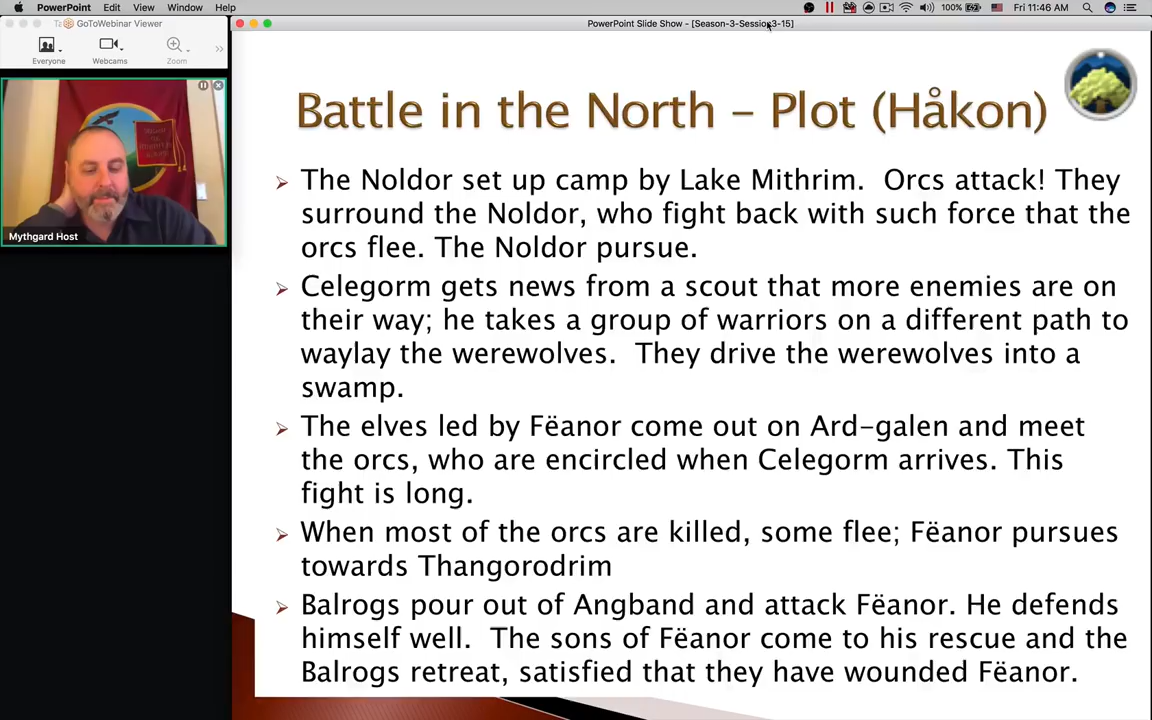 PowerPoint Edit View Window Help
100% Fri 11:46 AM
GoToWebinar Viewer
PowerPoint Slide Show - [Season-3-Session3-15]
Everyone Webcams Zoom
Mythgard Host
Battle in the North – Plot (Håkon)
The Noldor set up camp by Lake Mithrim. Orcs attack! They
surround the Noldor, who fight back with such force that the
orcs flee. The Noldor pursue.
Celegorm gets news from a scout that more enemies are on
their way; he takes a group of warriors on a different path to
waylay the werewolves. They drive the werewolves into a
swamp.
The elves led by Fëanor come out on Ard-galen and meet
the orcs, who are encircled when Celegorm arrives. This
fight is long.
When most of the orcs are killed, some flee; Fëanor pursues
towards Thangorodrim
Balrogs pour out of Angband and attack Fëanor. He defends
himself well. The sons of Fëanor come to his rescue and the
Balrogs retreat, satisfied that they have wounded Fëanor.